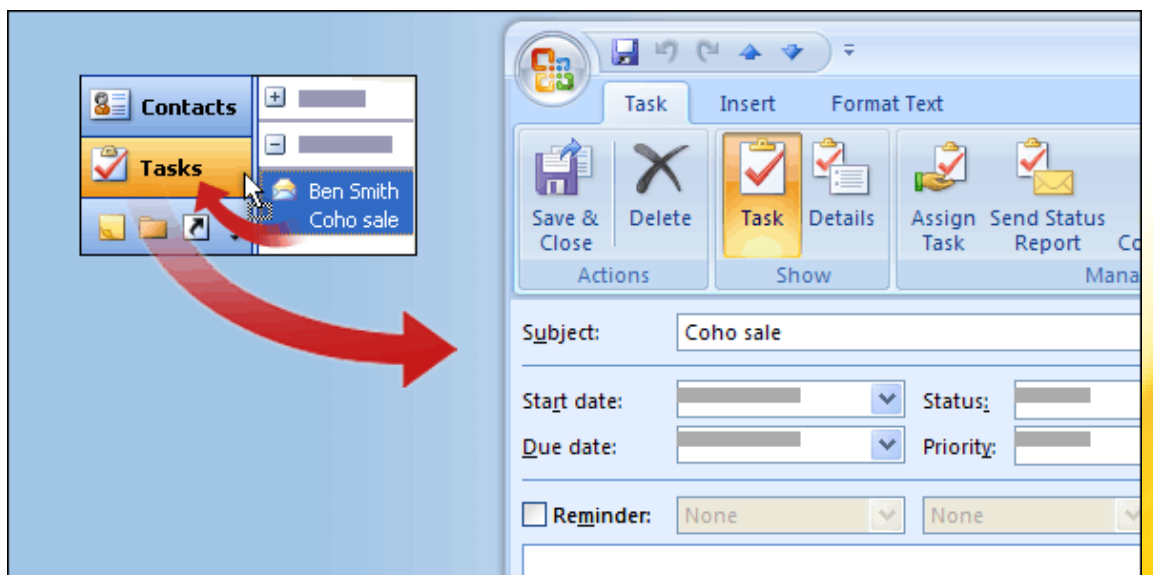 Contacts
Tasks
Ben Smith
Coho sale
Task Insert Format Text
Save & Close
Delete
Task
Details
Assign Task
Send Status Report
Actions
Show
Subject: Coho sale
Start date:
Status:
Due date:
Priority:
Reminder: None None